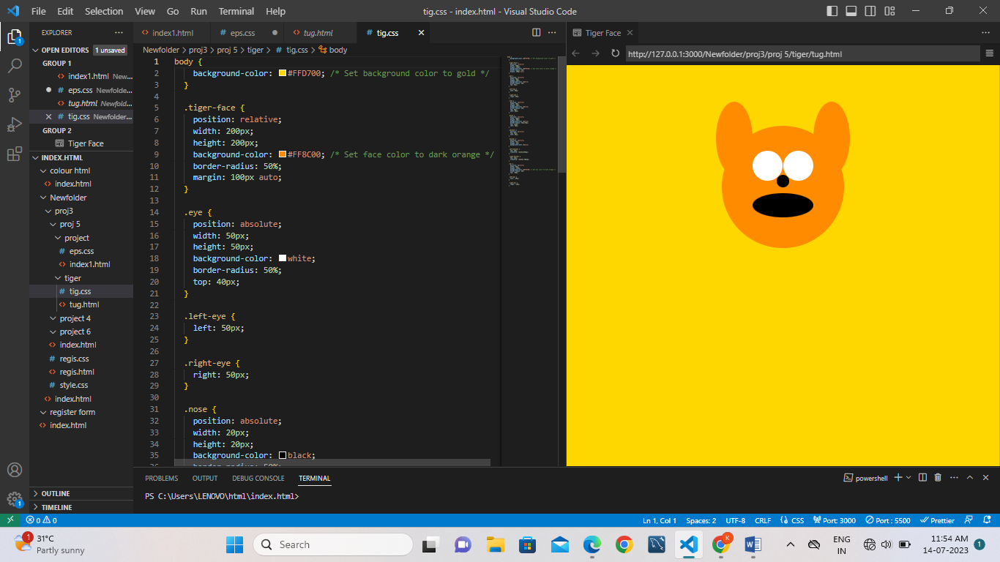 File Edit Selection View Go Run Terminal Help
tig.css - index.html - Visual Studio Code
EXPLORER
OPEN EDITORS 1 unsaved
GROUP 1
index1.html New...
eps.css Newfolde...
tug.html Newfold...
tig.css Newfolder...
GROUP 2
Tiger Face
INDEX.HTML
colour html
index.html
Newfolder
proj3
proj 5
project
eps.css
index1.html
tiger
tig.css
tug.html
project 4
project 6
index.html
regis.css
regis.html
style.css
index.html
register form
index.html
OUTLINE
TIMELINE
index1.html eps.css tug.html tig.css
Newfolder > proj3 > proj 5 > tiger > tig.css > body
1 body {
2 background-color: #FFD700; /* Set background color to gold */
3 }
4
5 .tiger-face {
6 position: relative;
7 width: 200px;
8 height: 200px;
9 background-color: #FF8C00; /* Set face color to dark orange */
10 border-radius: 50%;
11 margin: 100px auto;
12 }
13
14 .eye {
15 position: absolute;
16 width: 50px;
17 height: 50px;
18 background-color: white;
19 border-radius: 50%;
20 top: 40px;
21 }
22
23 .left-eye {
24 left: 50px;
25 }
26
27 .right-eye {
28 right: 50px;
29 }
30
31 .nose {
32 position: absolute;
33 width: 20px;
34 height: 20px;
35 background-color: black;
36 border-radius: 50%;
Tiger Face
http://127.0.0.1:3000/Newfolder/proj3/proj 5/tiger/tug.html
PROBLEMS OUTPUT DEBUG CONSOLE TERMINAL
powershell
PS C:\Users\LENOVO\html\index.html>
0 0
Ln 1, Col 1 Spaces: 2 UTF-8 CRLF CSS Port: 3000 Port : 5500 Prettier
1
31°C
Partly sunny
Search
K
ENG
IN
11:54 AM
14-07-2023
1